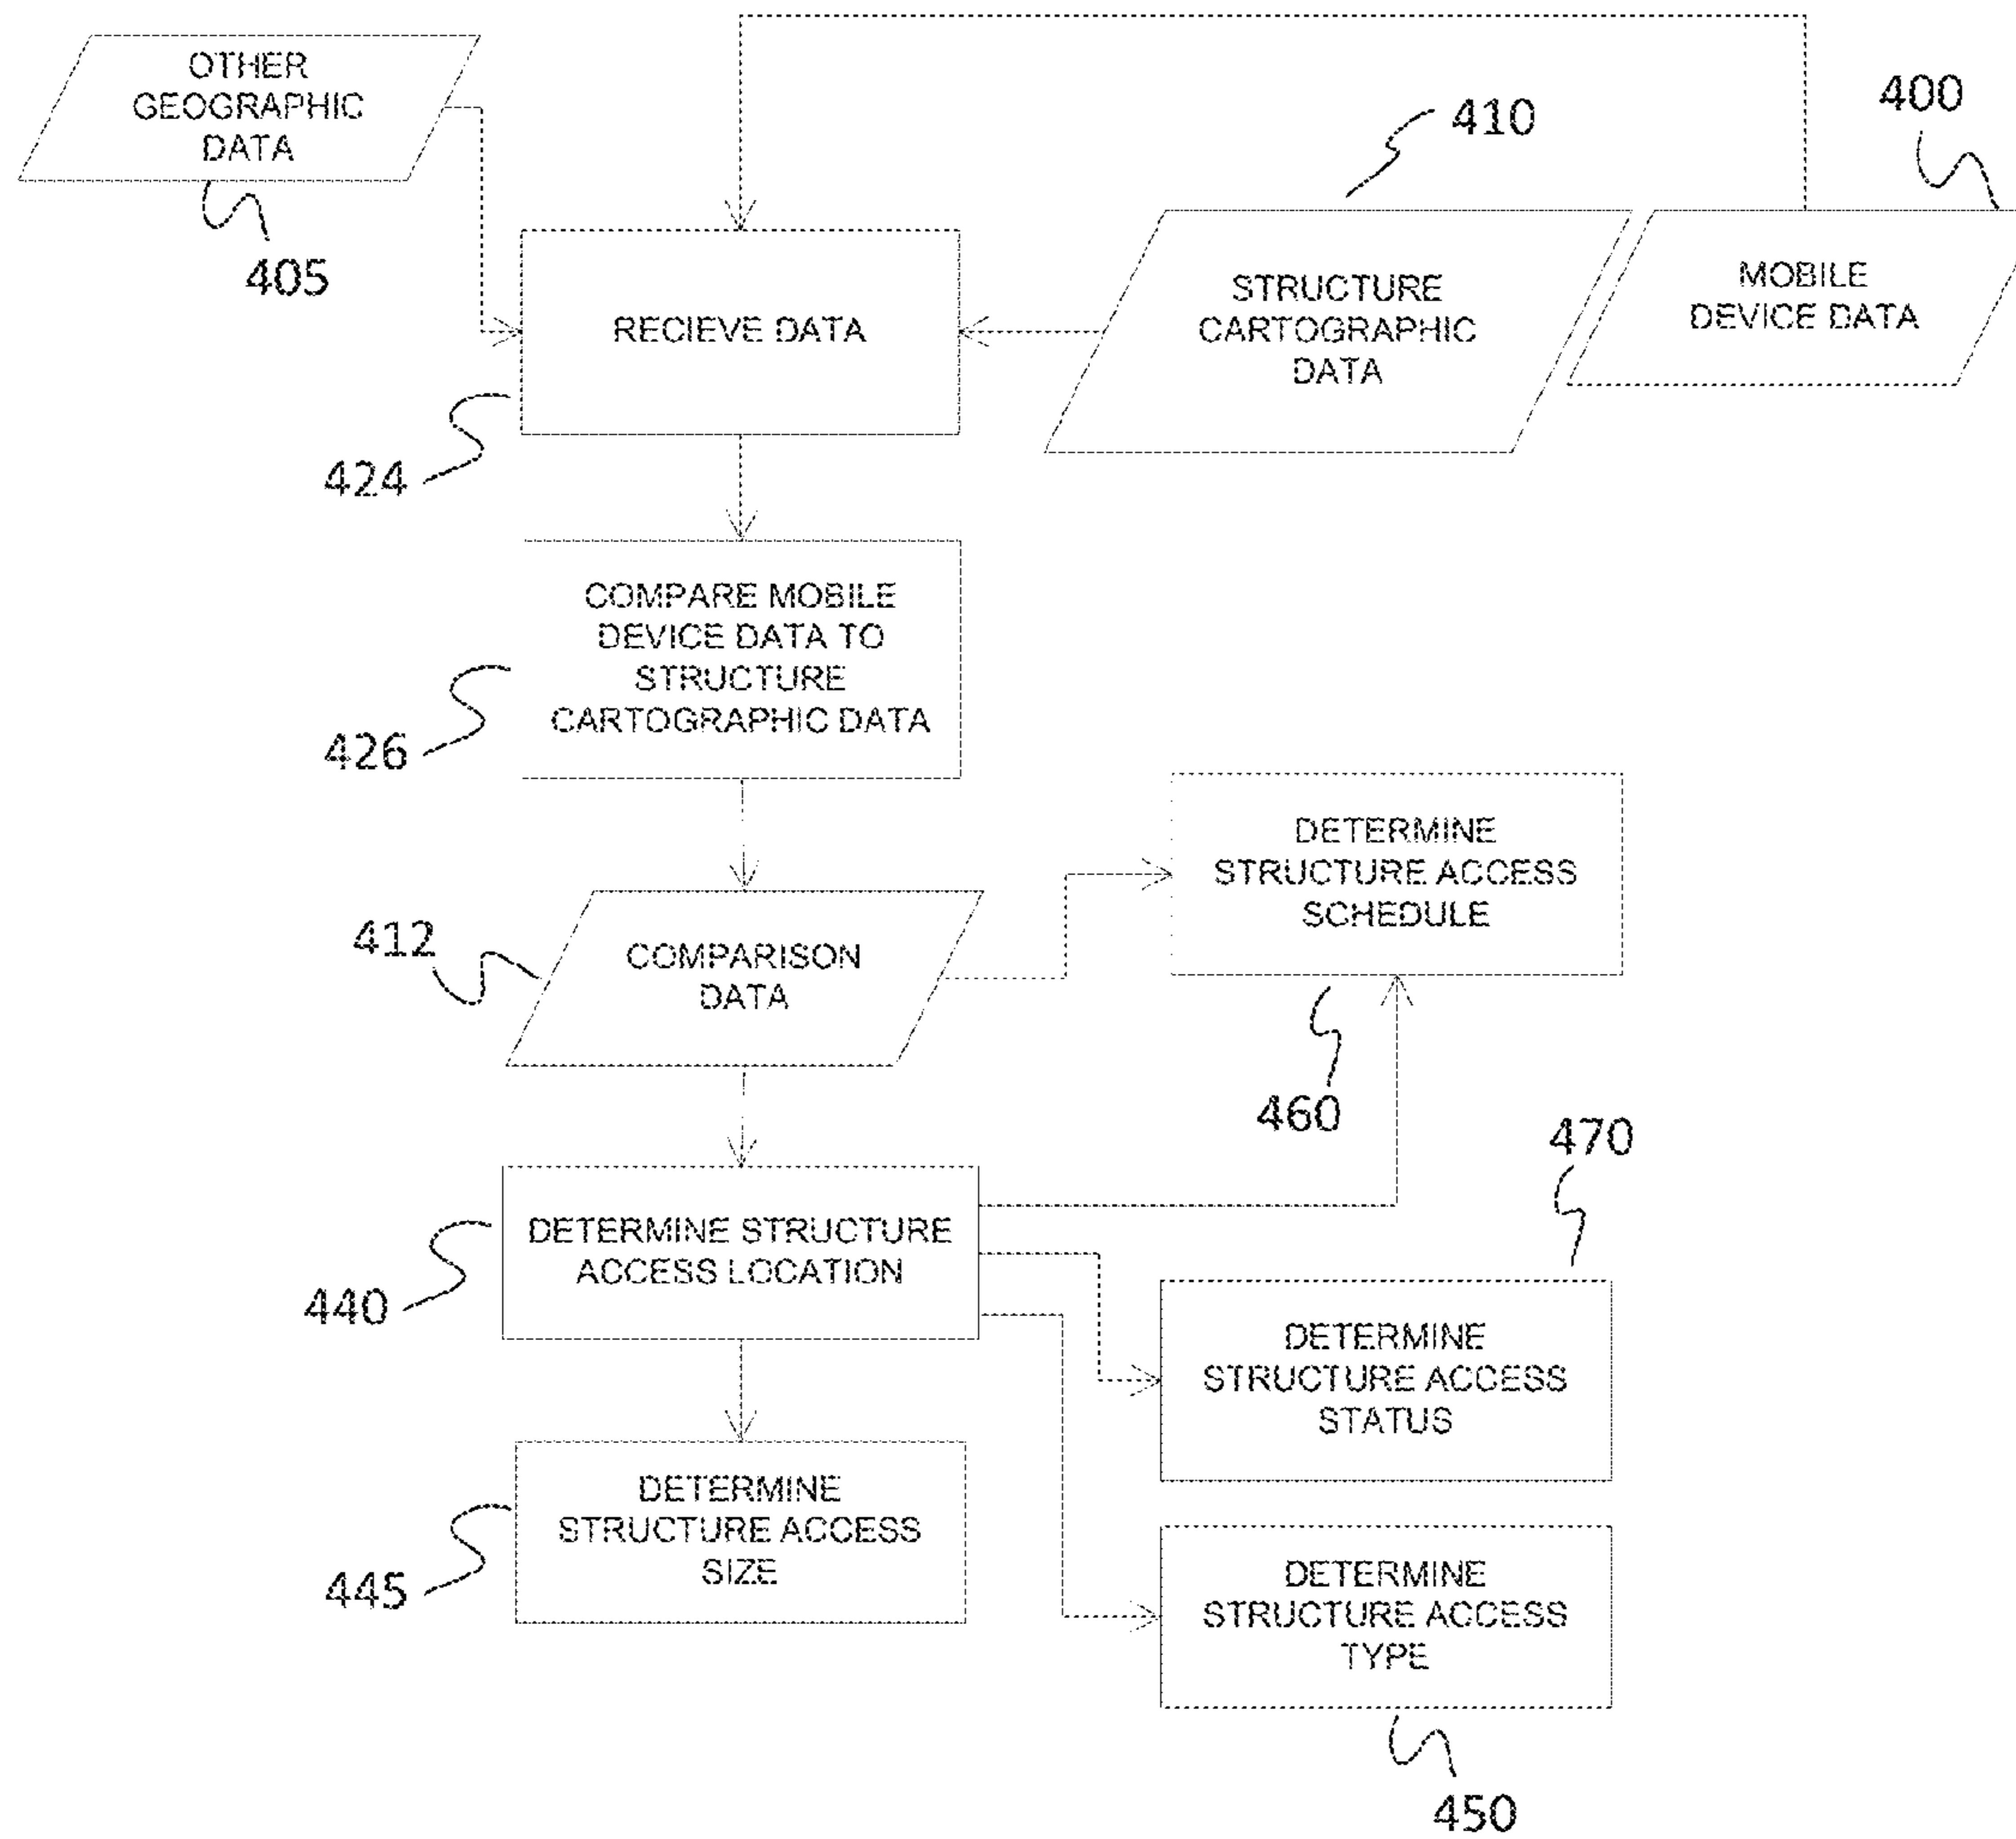 OTHER
GEOGRAPHIC
DATA
405
410
400
RECIEVE DATA
424
STRUCTURE
CARTOGRAPHIC
DATA
MOBILE
DEVICE DATA
COMPARE MOBILE
DEVICE DATA TO
STRUCTURE
CARTOGRAPHIC DATA
426
DETERMINE
STRUCTURE ACCESS
SCHEDULE
460
412
COMPARISON
DATA
DETERMINE STRUCTURE
ACCESS LOCATION
440
470
DETERMINE
STRUCTURE ACCESS
STATUS
DETERMINE
STRUCTURE ACCESS
SIZE
445
DETERMINE
STRUCTURE ACCESS
TYPE
450